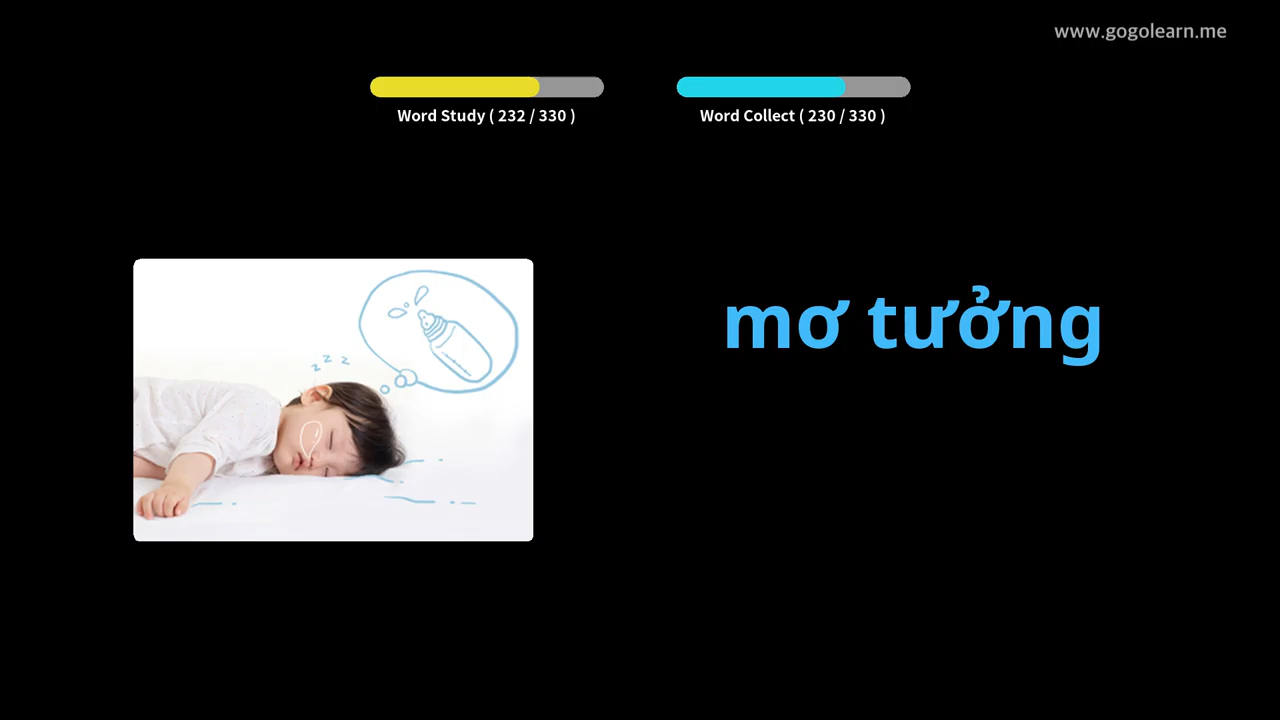 www.gogolearn.me
Word Study ( 232 / 330 )
Word Collect ( 230 / 330 )
z z z
mơ tưởng